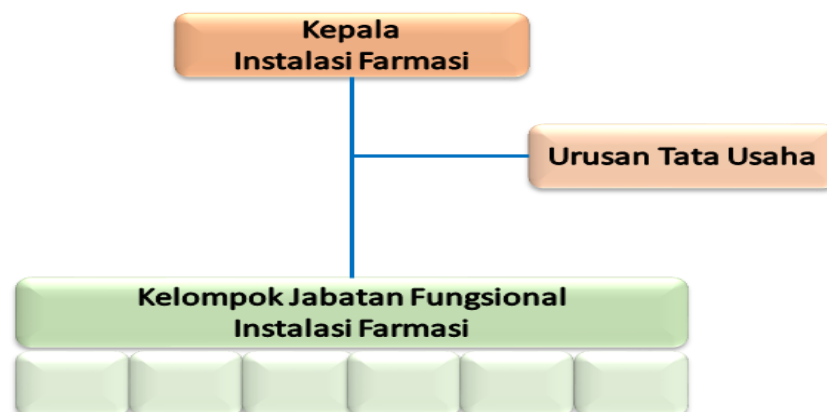 Kepala
Instalasi Farmasi
Urusan Tata Usaha
Kelompok Jabatan Fungsional
Instalasi Farmasi